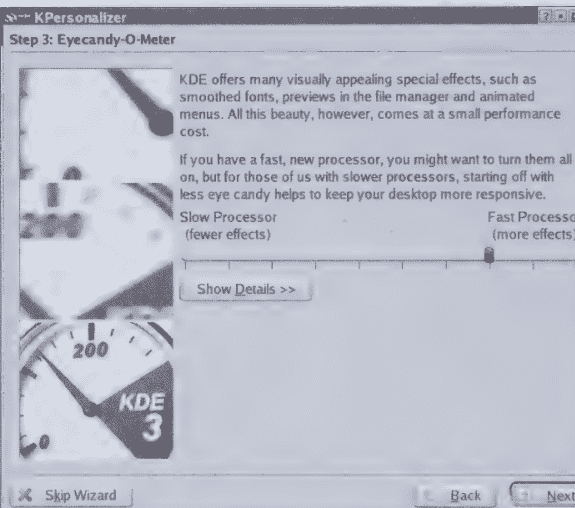 KPersonalizer
Step 3: Eyecandy-O-Meter
KDE offers many visually appealing special effects, such as
smoothed fonts, previews in the file manager and animated
menus. All this beauty, however, comes at a small performance
cost.
If you have a fast, new processor, you might want to turn them all
on, but for those of us with slower processors, starting off with
less eye candy helps to keep your desktop more responsive.
Slow Processor
(fewer effects)
Fast Processo
(more effects)
Show Details >>
200
200
KDE
3
0
Skip Wizard
Back
Next